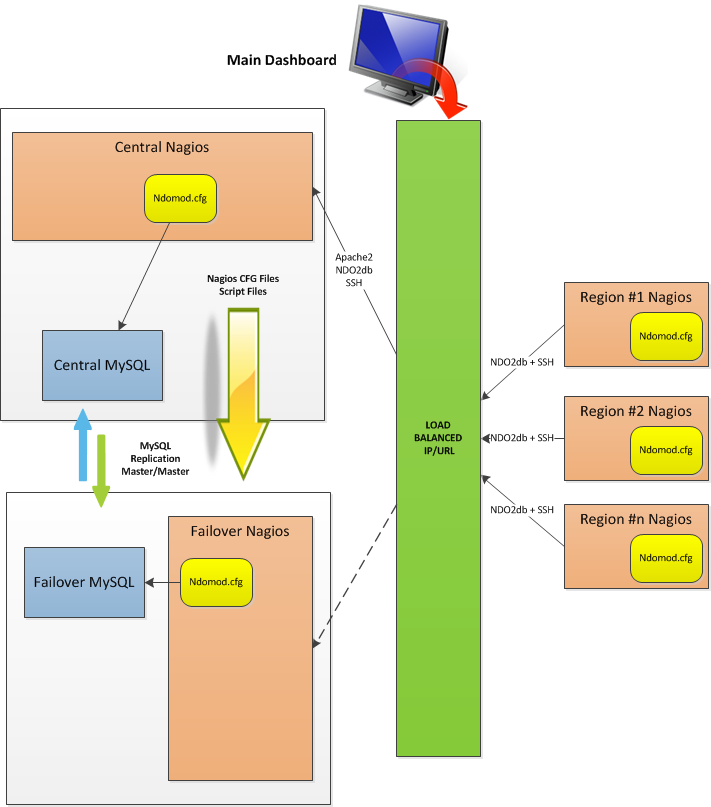 Main Dashboard
Central Nagios
Ndomod.cfg
Apache2
NDO2db
SSH
Nagios CFG Files
Script Files
Central MySQL
MySQL
Replication
Master/Master
Failover Nagios
Ndomod.cfg
Failover MySQL
LOAD
BALANCED
IP/URL
Region #1 Nagios
Ndomod.cfg
NDO2db + SSH
Region #2 Nagios
Ndomod.cfg
NDO2db + SSH
Region #n Nagios
Ndomod.cfg
NDO2db + SSH